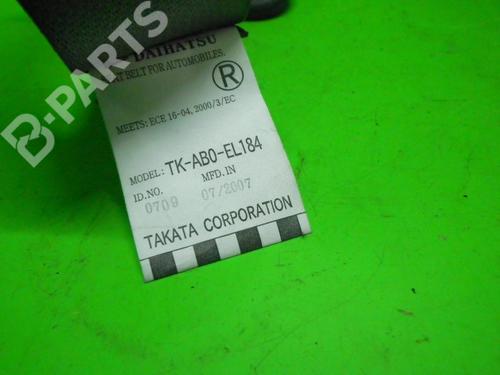 DAIHATSU
BELT FOR AUTOMOBILES.
R
MEETS: ECE 16-04, 2000/3/EC
MODEL: TK-AB0-EL184
ID.NO. MFD.IN
0709 07/2007
TAKATA CORPORATION
B-PARTS
B-PARTS